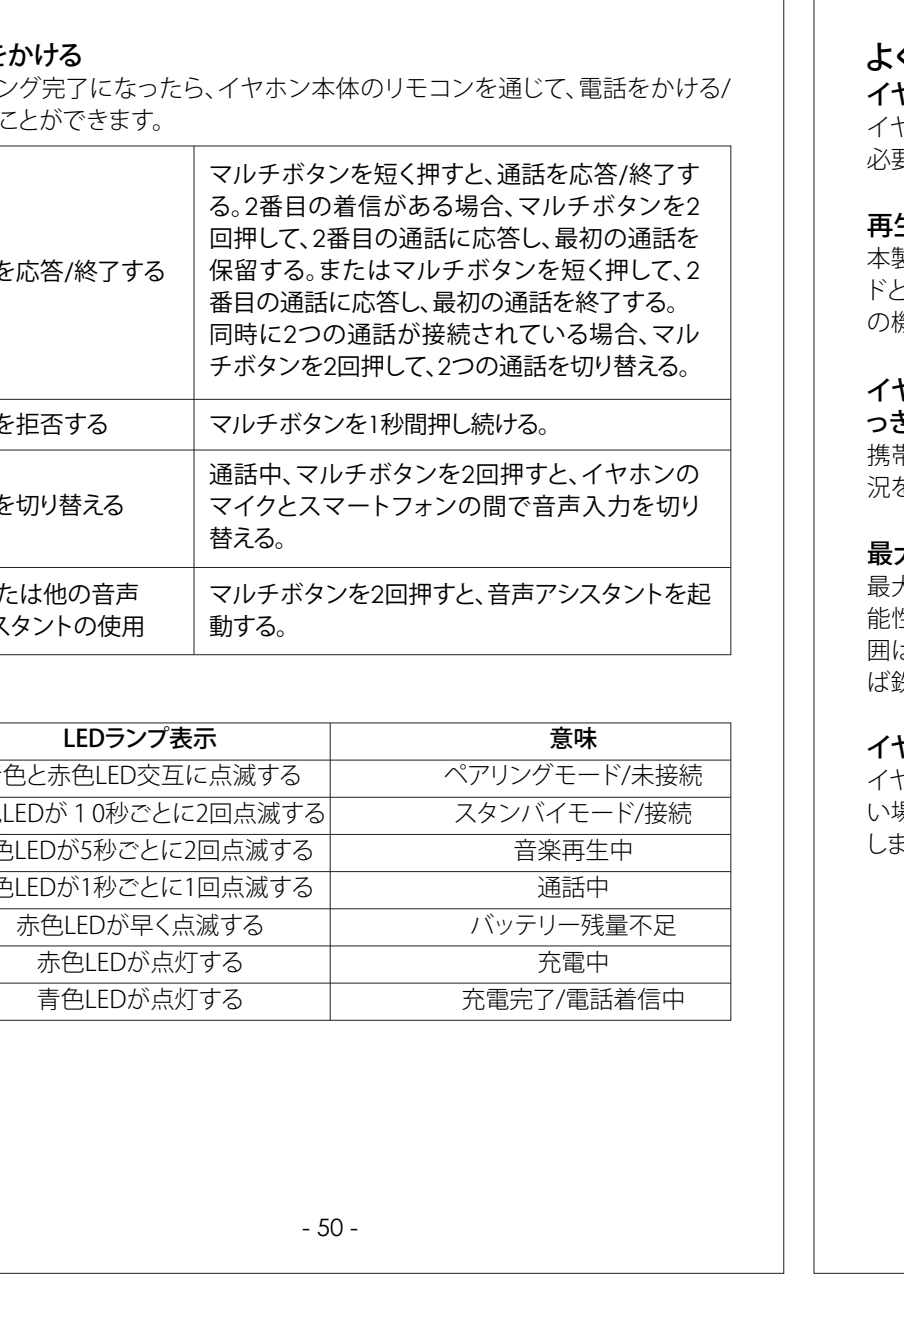 をかける
ング完了になったら、イヤホン本体のリモコンを通じて、電話をかける/
ことができます。
を応答/終了する
マルチボタンを短く押すと、通話を応答/終了す
る。2番目の着信がある場合、マルチボタンを2
回押して、2番目の通話に応答し、最初の通話を
保留する。またはマルチボタンを短く押して、2
番目の通話に応答し、最初の通話を終了する。
同時に2つの通話が接続されている場合、マル
チボタンを2回押して、2つの通話を切り替える。
を拒否する
マルチボタンを1秒間押し続ける。
を切り替える
通話中、マルチボタンを2回押すと、イヤホンの
マイクとスマートフォンの間で音声入力を切り
替える。
たは他の音声
スタントの使用
マルチボタンを2回押すと、音声アシスタントを起
動する。
LEDランプ表示
意味
色と赤色LED交互に点滅する
ペアリングモード/未接続
LEDが10秒ごとに2回点滅する
スタンバイモード/接続
色LEDが5秒ごとに2回点滅する
音楽再生中
色LEDが1秒ごとに1回点滅する
通話中
赤色LEDが早く点滅する
バッテリー残量不足
赤色LEDが点灯する
充電中
青色LEDが点灯する
充電完了/電話着信中
- 50 -
よ
イ
イ
必要
再
本
ドと
の
イ
つ
携
況
最
最
能
囲
ば
イ
イ
い
しま